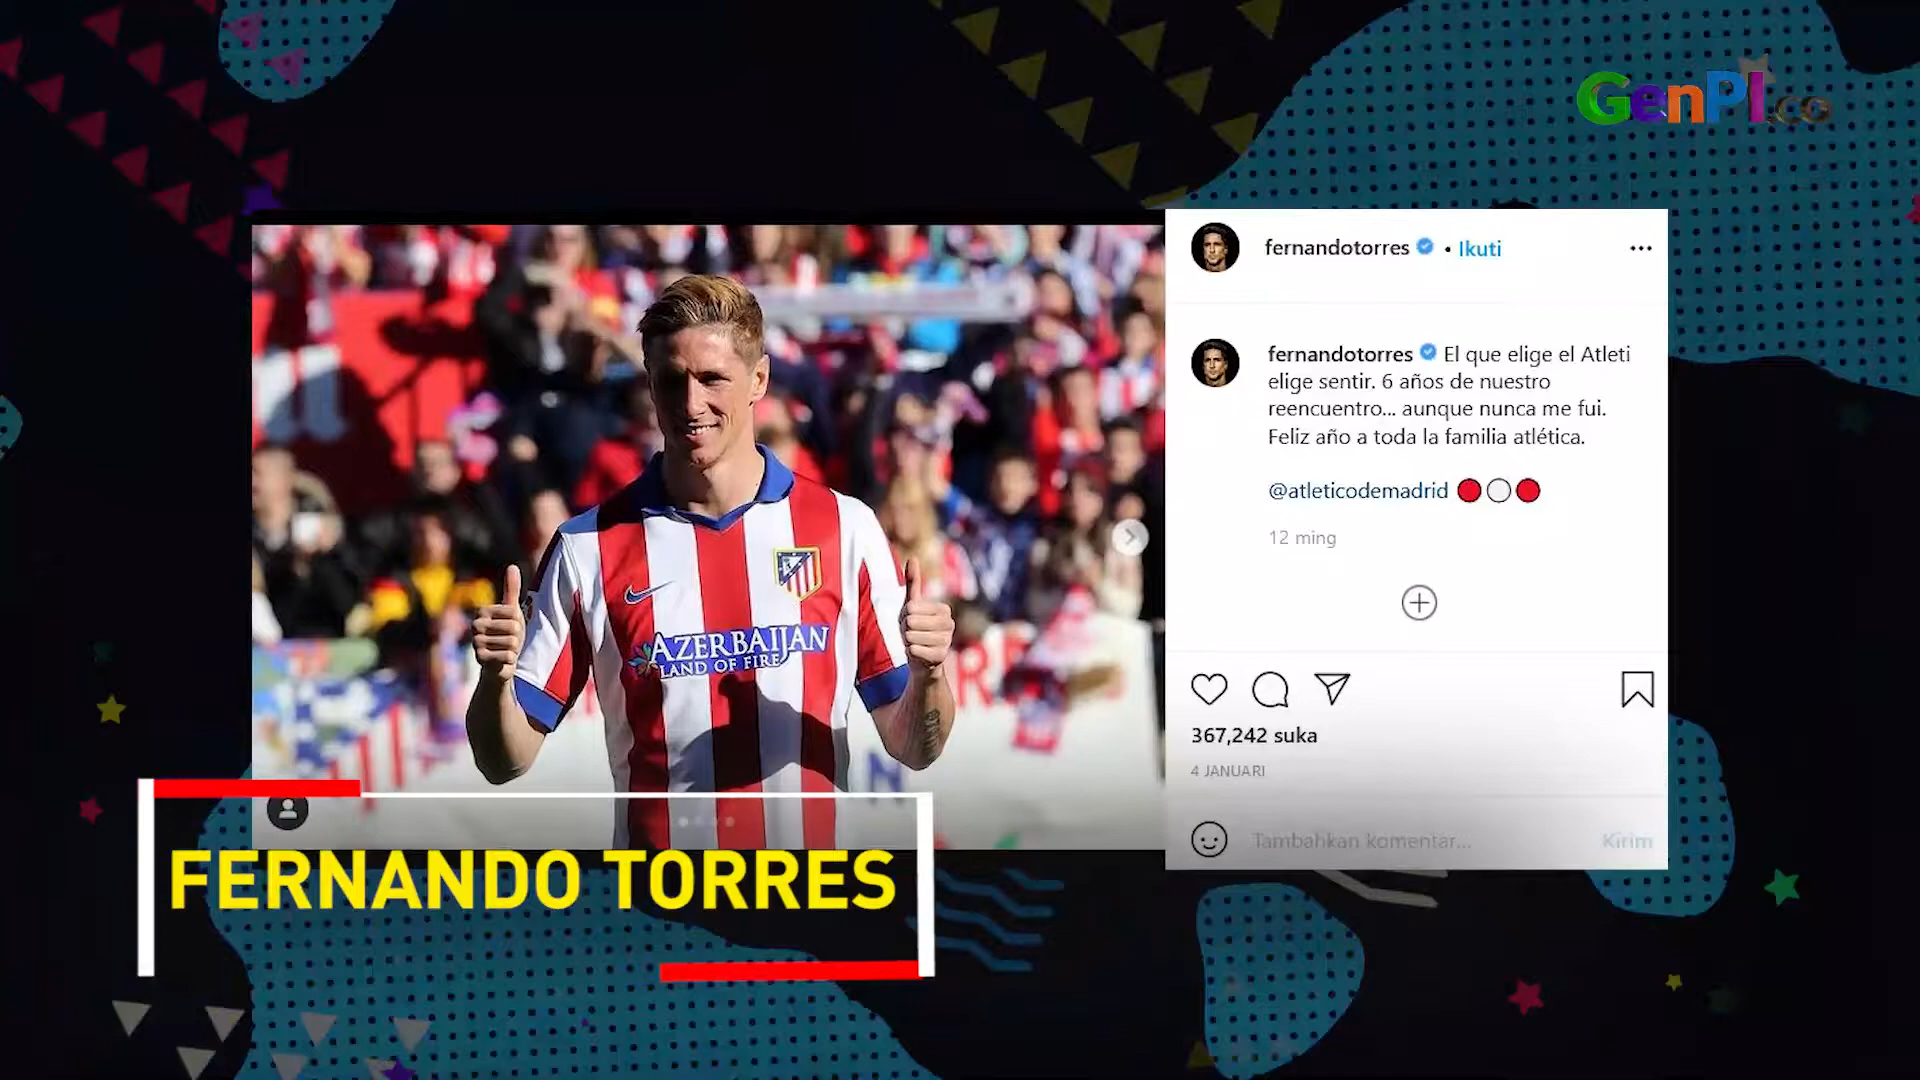 GenPI.co
fernandotorres • Ikuti
fernandotorres El que elige el Atleti
elige sentir. 6 años de nuestro
reencuentro... aunque nunca me fui.
Feliz año a toda la familia atlética.
@atleticodemadrid
12 ming
AZERBAIJAN
LAND OF FIRE
367,242 suka
4 JANUARI
Tambahkan komentar...
Kirim
FERNANDO TORRES